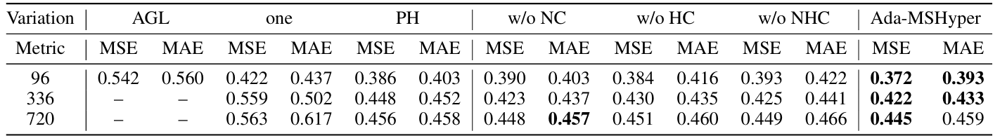 Variation AGL one PH w/o NC w/o HC w/o NHC Ada-MSHyper
Metric MSE MAE MSE MAE MSE MAE MSE MAE MSE MAE MSE MAE MSE MAE
96 0.542 0.560 0.422 0.437 0.386 0.403 0.390 0.403 0.384 0.416 0.393 0.422 0.372 0.393
336 – – 0.559 0.502 0.448 0.452 0.423 0.437 0.430 0.435 0.425 0.441 0.422 0.433
720 – – 0.563 0.617 0.456 0.458 0.448 0.457 0.451 0.460 0.449 0.466 0.445 0.459